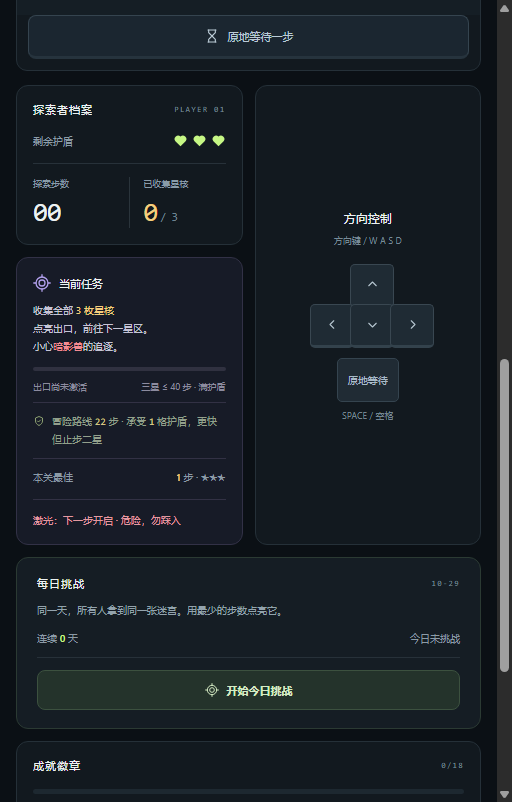 原地等待一步
探索者档案
PLAYER 01
剩余护盾
探索步数
已收集星核
00
0 / 3
当前任务
收集全部 3 枚星核
点亮出口，前往下一星区。
小心暗影兽的追逐。
出口尚未激活
三星 ≤ 40 步 · 满护盾
冒险路线 22 步 · 承受 1 格护盾，更快
但止步二星
本关最佳
1 步 · ★★★
激光：下一步开启 · 危险，勿踩入
方向控制
方向键 / W A S D
原地等待
SPACE / 空格
每日挑战
10-29
同一天，所有人拿到同一张迷宫。用最少的步数点亮它。
连续 0 天
今日未挑战
开始今日挑战
成就徽章
0/18